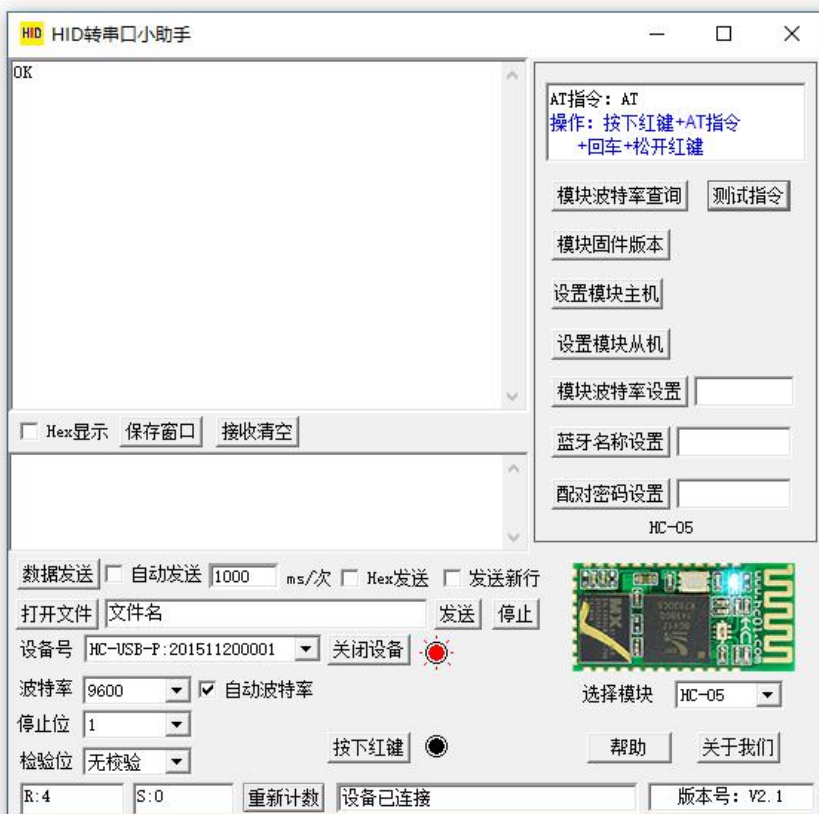 HID HID转串口小助手
OK
AT指令: AT
操作: 按下红键+AT指令
+回车+松开红键
模块波特率查询 测试指令
模块固件版本
设置模块主机
设置模块从机
模块波特率设置
蓝牙名称设置
配对密码设置
HC-05
Hex显示 保存窗口 接收清空
数据发送 自动发送 1000 ms/次 Hex发送 发送新行
打开文件 文件名 发送 停止
设备号 HC-USB-P:201511200001 关闭设备
波特率 9600 自动波特率
停止位 1
检验位 无校验
按下红键
选择模块 HC-05
帮助 关于我们
R:4 S:0 重新计数 设备已连接 版本号: V2.1